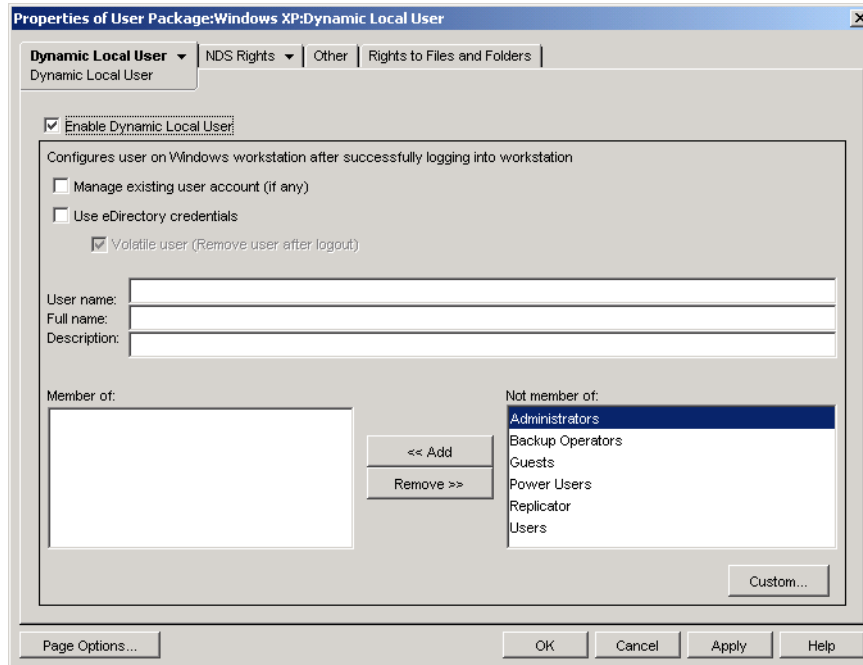 Properties of User Package:Windows XP:Dynamic Local User
Dynamic Local User NDS Rights Other Rights to Files and Folders
Dynamic Local User
Enable Dynamic Local User
Configures user on Windows workstation after successfully logging into workstation
Manage existing user account (if any)
Use eDirectory credentials
Volatile user (Remove user after logout)
User name:
Full name:
Description:
Member of:
Not member of:
Administrators
Backup Operators
Guests
Power Users
Replicator
Users
<< Add
Remove >>
Custom...
Page Options... OK Cancel Apply Help